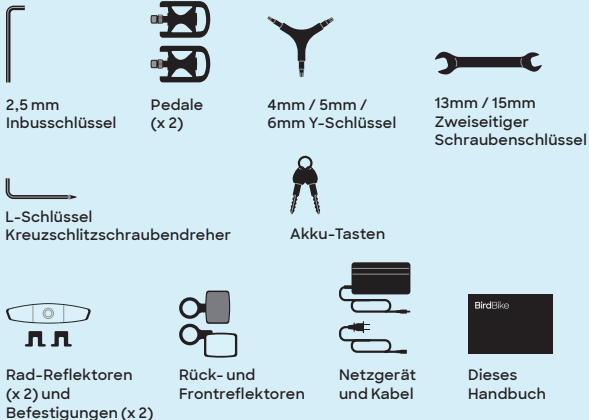 2,5 mm
Inbusschlüssel
Pedale
(x 2)
4mm / 5mm /
6mm Y-Schlüssel
13mm / 15mm
Zweiseitiger
Schraubenschlüssel
L-Schlüssel
Kreuzschlitzschraubendreher
Akku-Tasten
Rad-Reflektoren
(x 2) und
Befestigungen (x 2)
Rück- und
Frontreflektoren
Netzgerät
und Kabel
BirdBike
Dieses
Handbuch